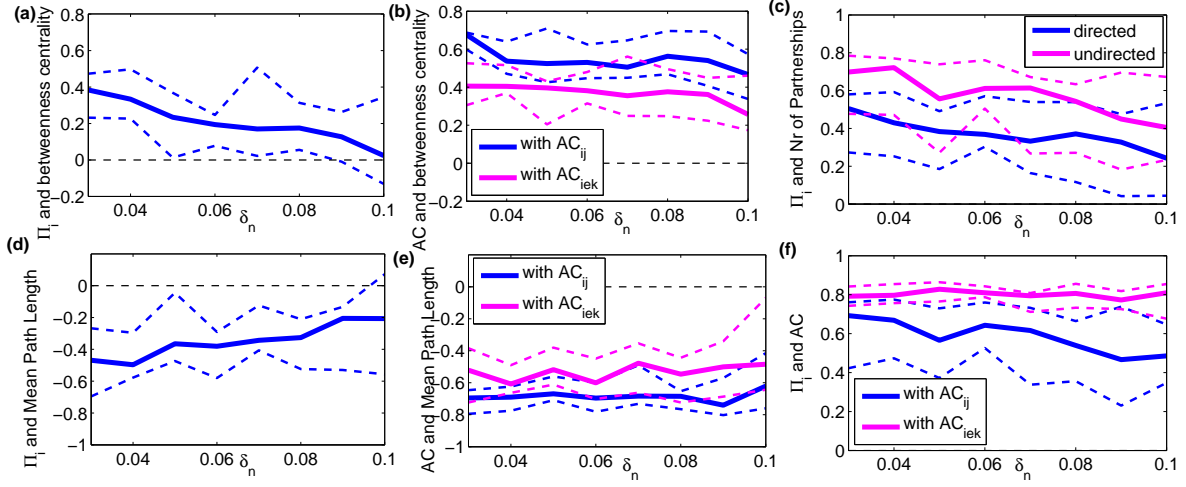 (a)
Π_i and betweenness centrality
0.8
0.6
0.4
0.2
0
−0.2
0.04
0.06
0.08
0.1
δ_n
(b)
AC and betweenness centrality
0.8
0.6
0.4
0.2
0
0.2
with AC_ij
with AC_iek
0.04
0.06
0.08
0.1
δ_n
(c)
Π_i and Nr of Partnerships
1
0.8
0.6
0.4
0.2
0
directed
undirected
0.04
0.06
0.08
0.1
δ_n
(d)
Π_i and Mean Path Length
0
−0.2
−0.4
−0.6
−0.8
−1
0.04
0.06
0.08
0.1
δ_n
(e)
AC and Mean Path Length
0
−0.2
−0.4
−0.6
−0.8
−1
with AC_ij
with AC_iek
0.04
0.06
0.08
0.1
δ_n
(f)
Π_i and AC
1
0.8
0.6
0.4
0.2
0
with AC_ij
with AC_iek
0.04
0.06
0.08
0.1
δ_n